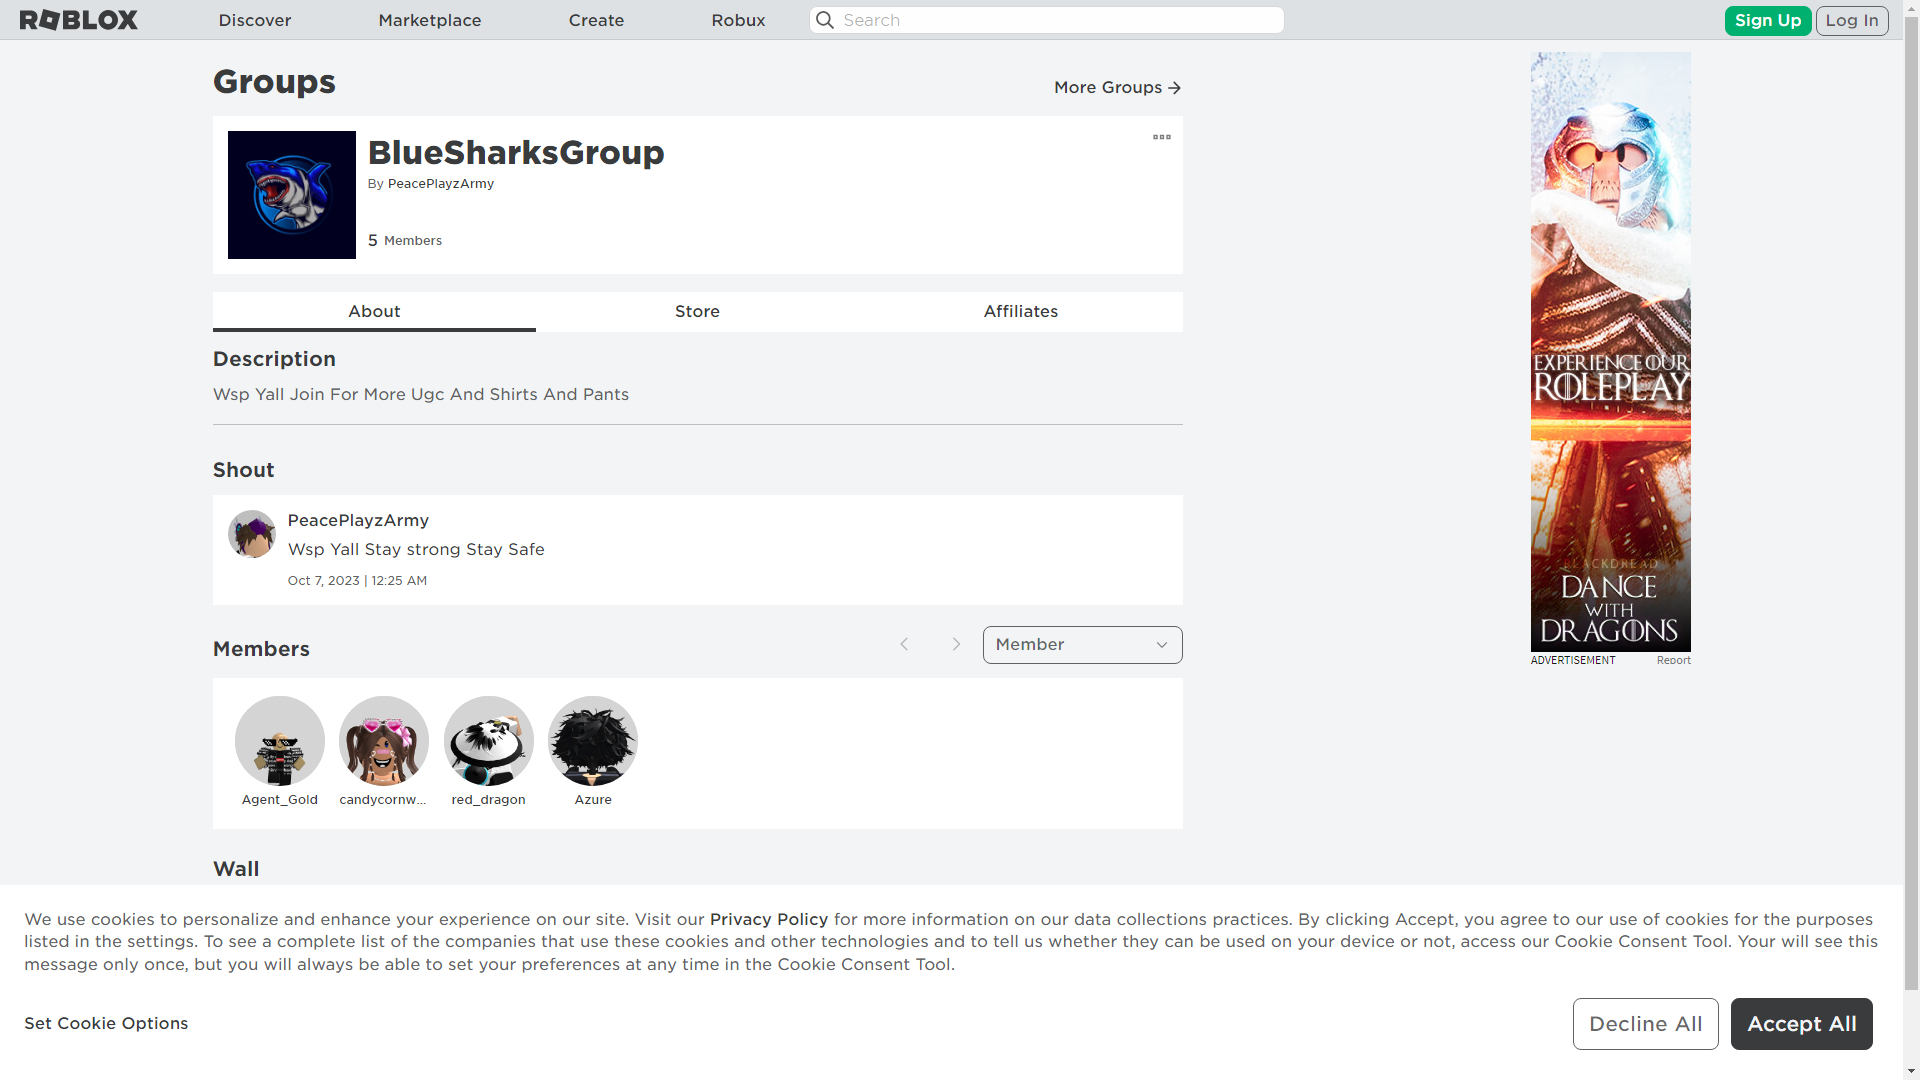 ROBLOX
Discover
Marketplace
Create
Robux
Search
Sign Up
Log In
Groups
More Groups
BlueSharksGroup
By PeacePlayzArmy
5 Members
About
Store
Affiliates
Description
Wsp Yall Join For More Ugc And Shirts And Pants
Shout
PeacePlayzArmy
Wsp Yall Stay strong Stay Safe
Oct 7, 2023 | 12:25 AM
Members
Member
Agent_Gold
candycornw...
red_dragon
Azure
Wall
EXPERIENCE OUR
ROLEPLAY
BLACKDREAD
DANCE
WITH
DRAGONS
ADVERTISEMENT
Report
We use cookies to personalize and enhance your experience on our site. Visit our Privacy Policy for more information on our data collections practices. By clicking Accept, you agree to our use of cookies for the purposes
listed in the settings. To see a complete list of the companies that use these cookies and other technologies and to tell us whether they can be used on your device or not, access our Cookie Consent Tool. Your will see this
message only once, but you will always be able to set your preferences at any time in the Cookie Consent Tool.
Set Cookie Options
Decline All
Accept All